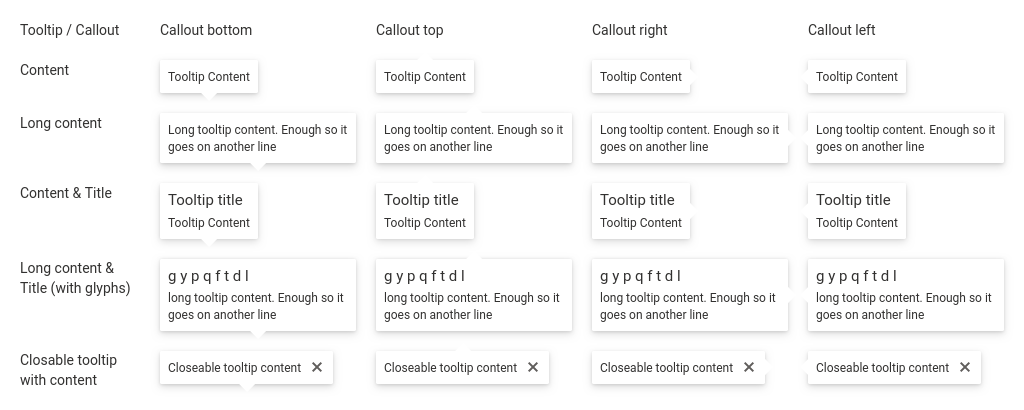 Tooltip / Callout Callout bottom Callout top Callout right Callout left
Content Tooltip Content Tooltip Content Tooltip Content Tooltip Content
Long content Long tooltip content. Enough so it Long tooltip content. Enough so it Long tooltip content. Enough so it Long tooltip content. Enough so it
goes on another line goes on another line goes on another line goes on another line
Content & Title Tooltip title Tooltip title Tooltip title Tooltip title
Tooltip Content Tooltip Content Tooltip Content Tooltip Content
Long content & g y p q f t d l g y p q f t d l g y p q f t d l g y p q f t d l
Title (with glyphs) long tooltip content. Enough so it long tooltip content. Enough so it long tooltip content. Enough so it long tooltip content. Enough so it
goes on another line goes on another line goes on another line goes on another line
Closable tooltip Closeable tooltip content Closeable tooltip content Closeable tooltip content Closeable tooltip content
with content